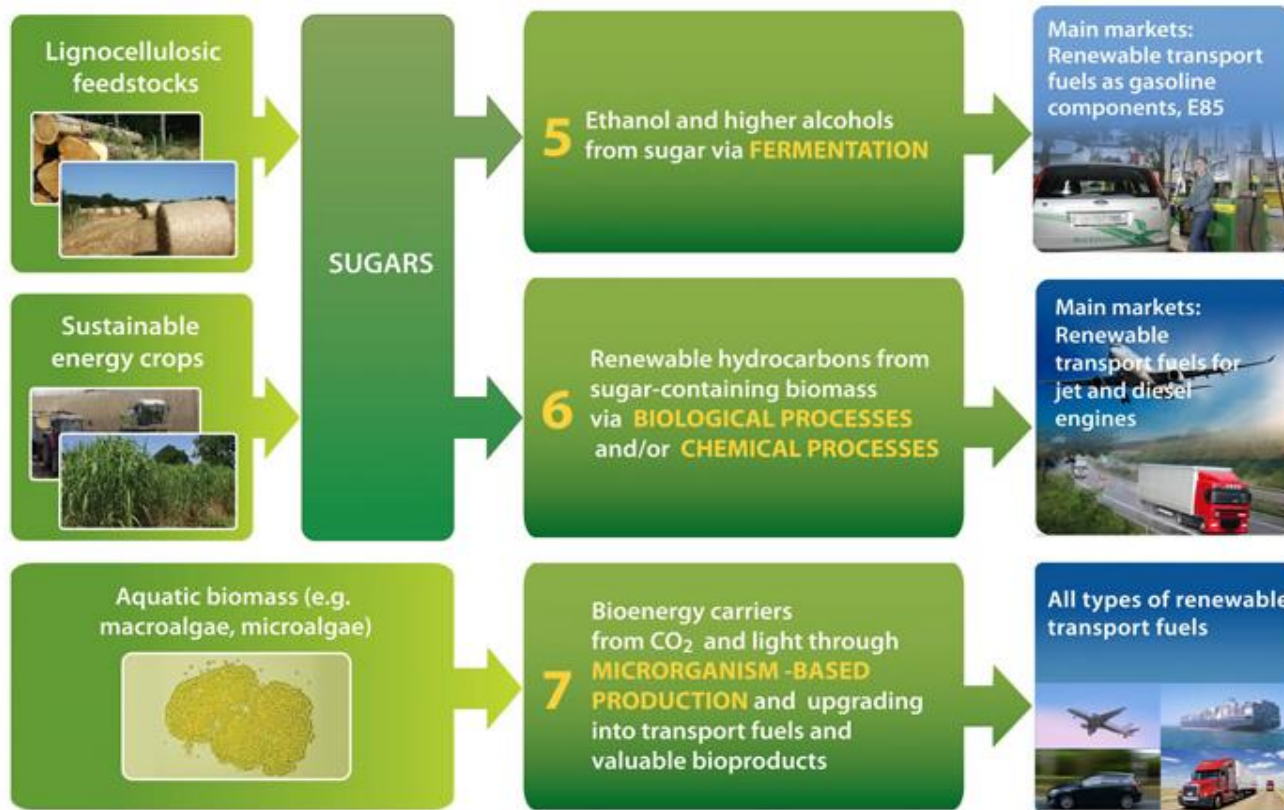 Lignocellulosic
feedstocks
Sustainable
energy crops
SUGARS
5 Ethanol and higher alcohols
from sugar via FERMENTATION
Main markets:
Renewable transport
fuels as gasoline
components, E85
6 Renewable hydrocarbons from
sugar-containing biomass
via BIOLOGICAL PROCESSES
and/or CHEMICAL PROCESSES
Main markets:
Renewable
transport fuels for
jet and diesel
engines
Aquatic biomass (e.g.
macroalgae, microalgae)
7 Bioenergy carriers
from CO₂ and light through
MICRORGANISM -BASED
PRODUCTION and upgrading
into transport fuels and
valuable bioproducts
All types of renewable
transport fuels